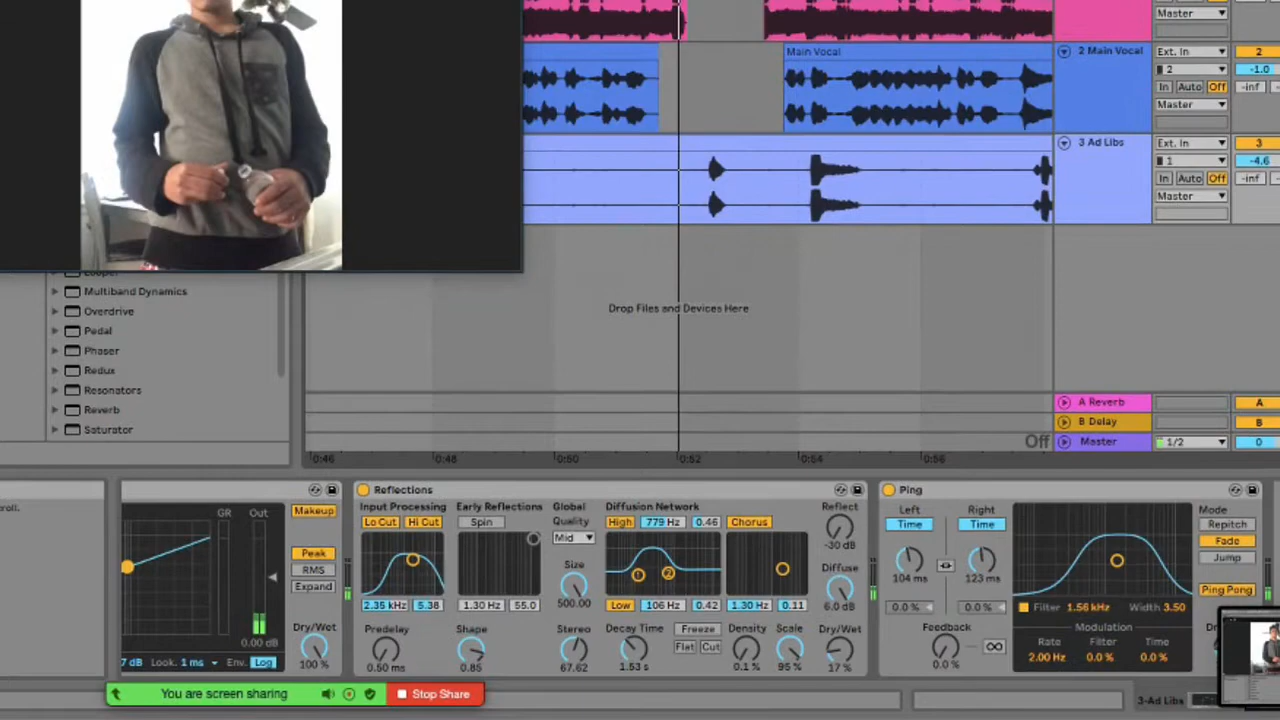 Master
Main Vocal
2 Main Vocal
Ext. In
2
2
-1.0
In Auto Off
-inf
Master
3 Ad Libs
Ext. In
3
1
-4.6
In Auto Off
-inf
Master
Looper
Multiband Dynamics
Overdrive
Pedal
Phaser
Redux
Resonators
Reverb
Saturator
Drop Files and Devices Here
A Reverb
A
B Delay
B
Off
Master
1/2
0
0:46
0:48
0:50
0:52
0:54
0:56
croll.
GR
Out
Makeup
Peak
RMS
Expand
0.00 dB
Dry/Wet
100 %
7 dB
Look. 1 ms
Env. Log
Reflections
Input Processing
Lo Cut Hi Cut
2.35 kHz 5.38
Predelay
0.50 ms
Early Reflections
Spin
1.30 Hz 55.0
Shape
0.85
Global
Quality
Mid
Size
500.00
Stereo
67.62
Diffusion Network
High 779 Hz 0.46
Chorus
1
2
Low 106 Hz 0.42
1.30 Hz 0.11
Decay Time
1.53 s
Freeze
Flat Cut
Density
0.1 %
Scale
95 %
Reflect
-30 dB
Diffuse
6.0 dB
Dry/Wet
17 %
Ping
Left
Time
Right
Time
104 ms
123 ms
0.0 %
0.0 %
Feedback
0.0 %
Filter 1.56 kHz Width 3.50
Modulation
Rate
Filter
Time
2.00 Hz
0.0 %
0.0 %
Mode
Repitch
Fade
Jump
Ping Pong
You are screen sharing
Stop Share
3-Ad Libs